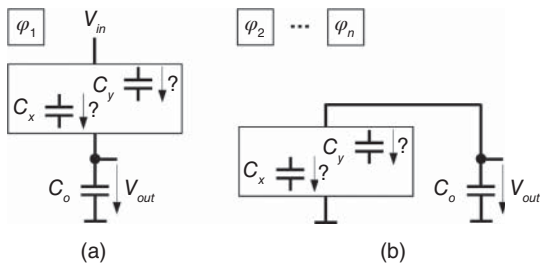 φ1
Vin
Cy ?
Cx ?
Co Vout
(a)
φ2 ... φn
Cy ?
Cx ?
Co Vout
(b)